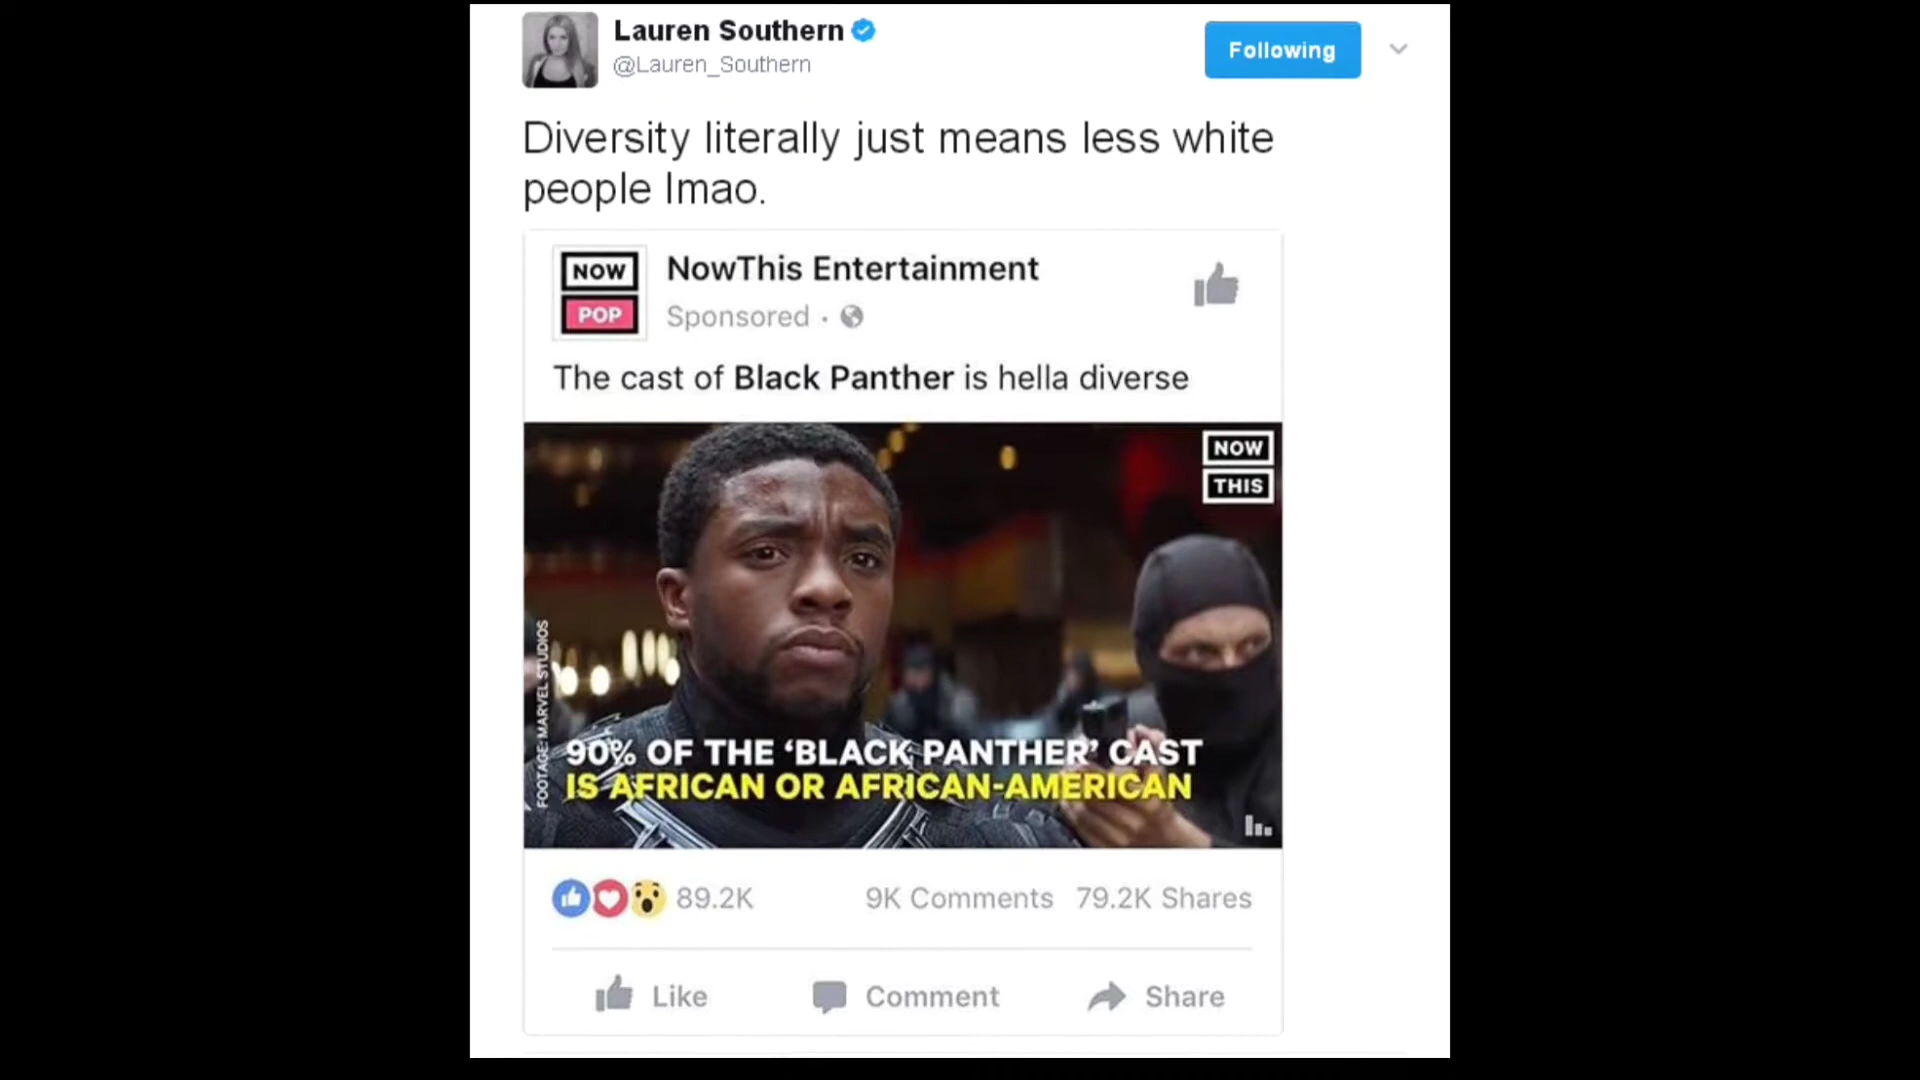 Lauren Southern
@Lauren_Southern
Following
Diversity literally just means less white
people lmao.
NOW
POP
NowThis Entertainment
Sponsored ·
The cast of Black Panther is hella diverse
NOW
THIS
FOOTAGE: MARVEL STUDIOS
90% OF THE ‘BLACK PANTHER’ CAST
IS AFRICAN OR AFRICAN-AMERICAN
89.2K
9K Comments
79.2K Shares
Like
Comment
Share